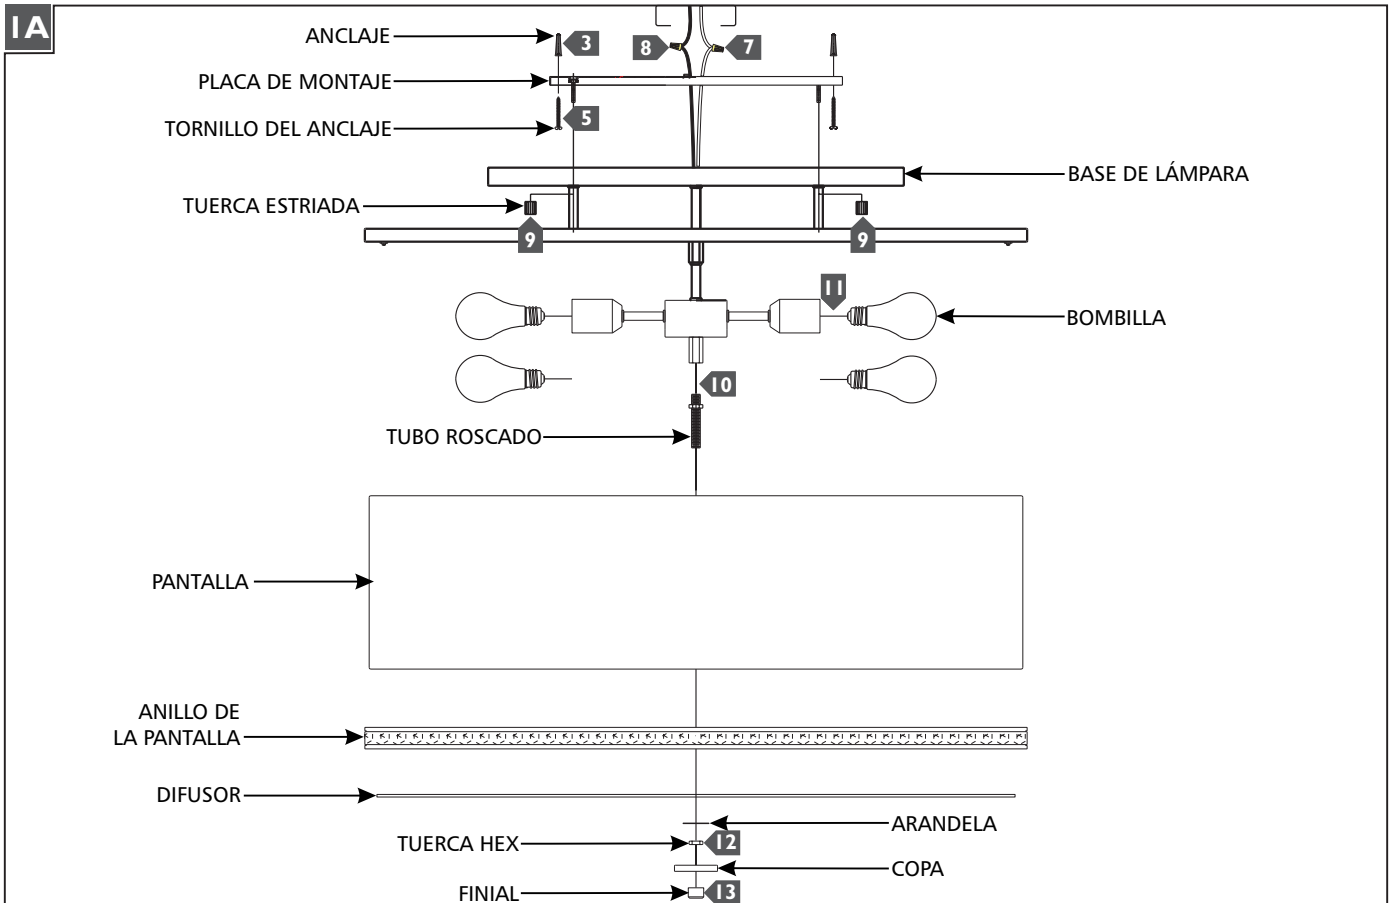 1A
ANCLAJE
3
8
7
PLACA DE MONTAJE
TORNILLO DEL ANCLAJE
5
BASE DE LÁMPARA
TUERCA ESTRIADA
9
9
11
BOMBILLA
10
TUBO ROSCADO
PANTALLA
ANILLO DE
LA PANTALLA
DIFUSOR
ARANDELA
TUERCA HEX
12
COPA
FINIAL
13